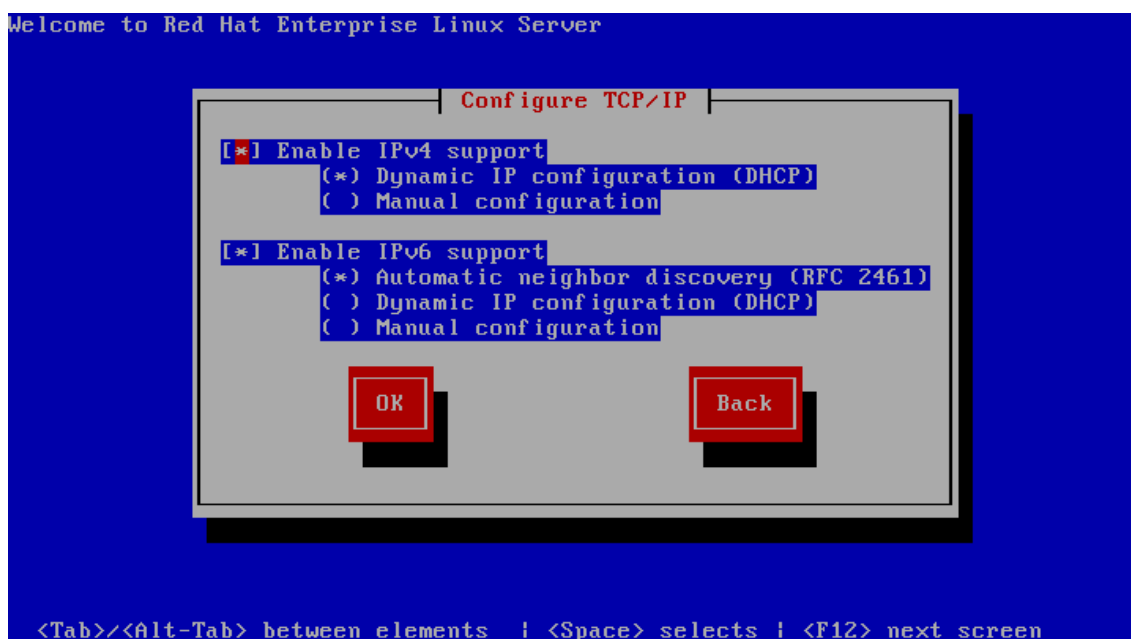 Welcome to Red Hat Enterprise Linux Server
Configure TCP/IP
[*] Enable IPv4 support
(*) Dynamic IP configuration (DHCP)
( ) Manual configuration
[*] Enable IPv6 support
(*) Automatic neighbor discovery (RFC 2461)
( ) Dynamic IP configuration (DHCP)
( ) Manual configuration
OK Back
<Tab>/<Alt-Tab> between elements | <Space> selects | <F12> next screen